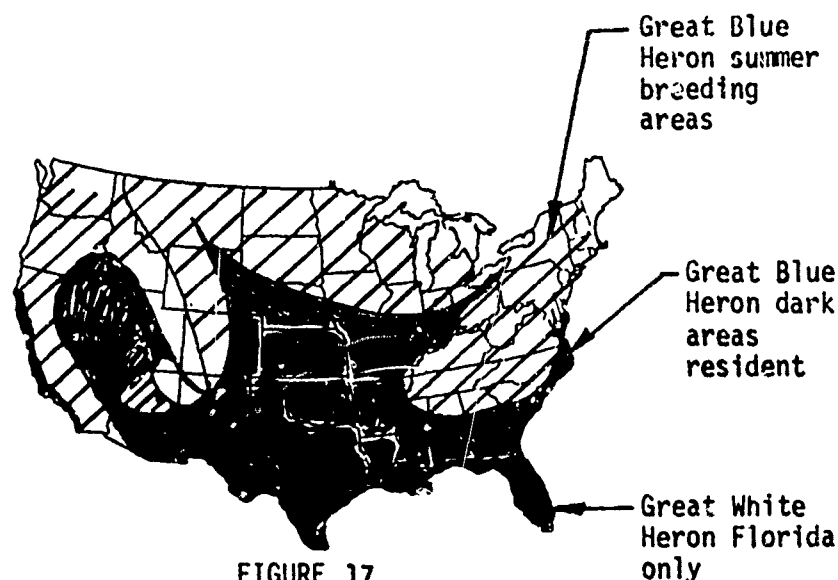 Great Blue
Heron summer
breeding
areas
Great Blue
Heron dark
areas
resident
Great White
Heron Florida
only
FIGURE 17